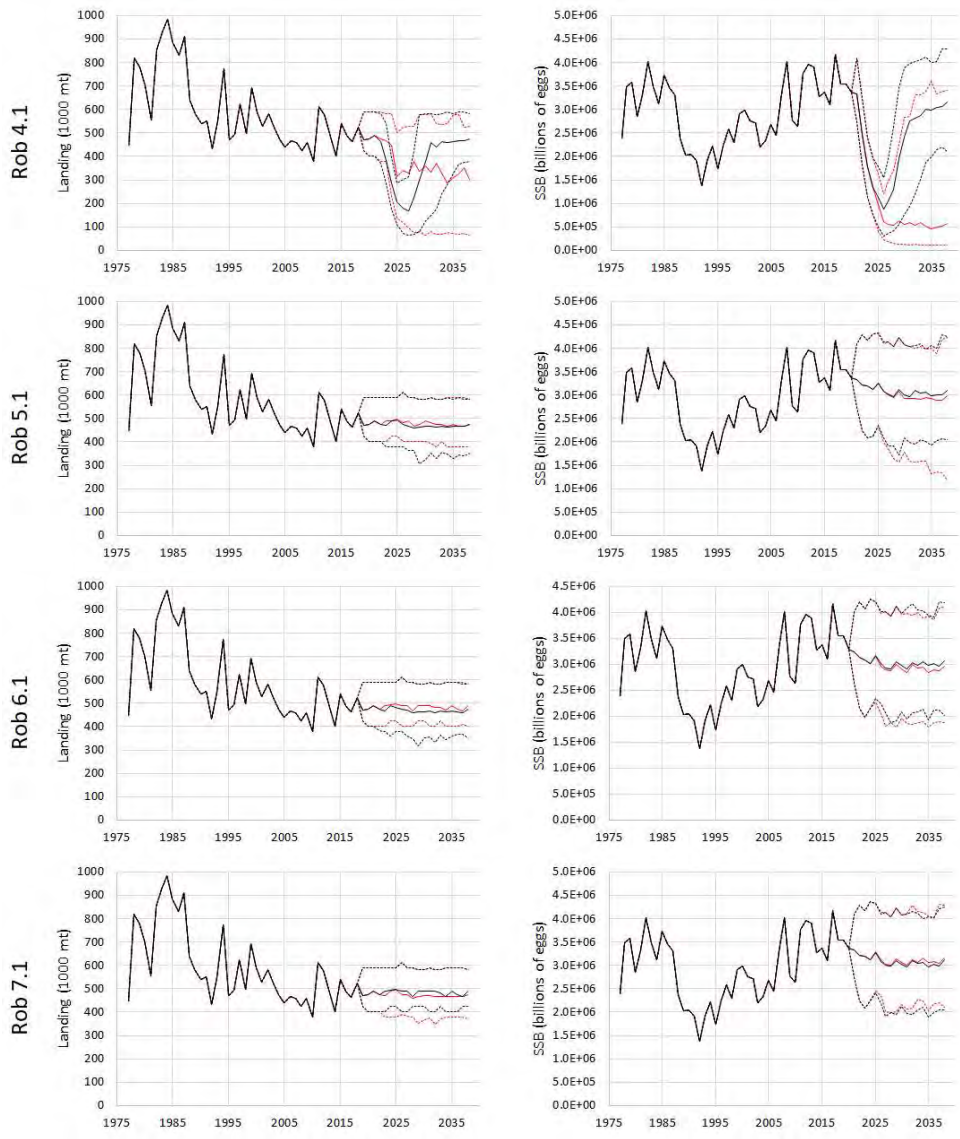 Rob 4.1
Landing (1000 mt)
1000
900
800
700
600
500
400
300
200
100
0
1975 1985 1995 2005 2015 2025 2035
SSB (billions of eggs)
5.0E+06
4.5E+06
4.0E+06
3.5E+06
3.0E+06
2.5E+06
2.0E+06
1.5E+06
1.0E+06
5.0E+05
0.0E+00
1975 1985 1995 2005 2015 2025 2035
Rob 5.1
Landing (1000 mt)
1000
900
800
700
600
500
400
300
200
100
0
1975 1985 1995 2005 2015 2025 2035
SSB (billions of eggs)
5.0E+06
4.5E+06
4.0E+06
3.5E+06
3.0E+06
2.5E+06
2.0E+06
1.5E+06
1.0E+06
5.0E+05
0.0E+00
1975 1985 1995 2005 2015 2025 2035
Rob 6.1
Landing (1000 mt)
1000
900
800
700
600
500
400
300
200
100
0
1975 1985 1995 2005 2015 2025 2035
SSB (billions of eggs)
4.5E+06
4.0E+06
3.5E+06
3.0E+06
2.5E+06
2.0E+06
1.5E+06
1.0E+06
5.0E+05
0.0E+00
1975 1985 1995 2005 2015 2025 2035
Rob 7.1
Landing (1000 mt)
1000
900
800
700
600
500
400
300
200
100
0
1975 1985 1995 2005 2015 2025 2035
SSB (billions of eggs)
5.0E+06
4.5E+06
4.0E+06
3.5E+06
3.0E+06
2.5E+06
2.0E+06
1.5E+06
1.0E+06
5.0E+05
0.0E+00
1975 1985 1995 2005 2015 2025 2035